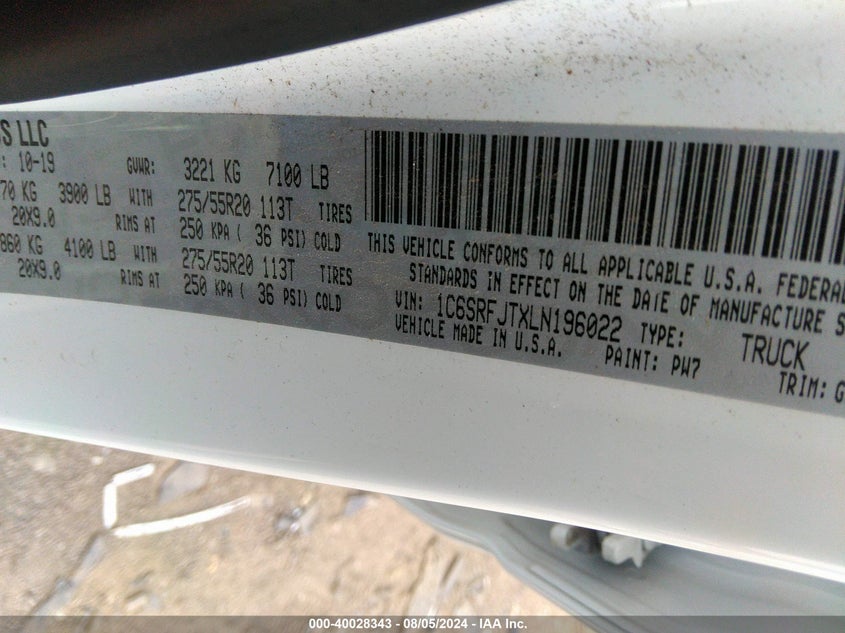 S LLC
: 10-19 GVWR: 3221 KG 7100 LB
70 KG 3900 LB WITH 275/55R20 113T TIRES
20X9.0 RIMS AT 250 KPA ( 36 PSI) COLD
860 KG 4100 LB WITH 275/55R20 113T TIRES
20X9.0 RIMS AT 250 KPA ( 36 PSI) COLD
THIS VEHICLE CONFORMS TO ALL APPLICABLE U.S.A. FEDERAL
STANDARDS IN EFFECT ON THE DATE OF MANUFACTURE S
VIN: 1C6SRFJTXLN196022 TYPE: TRUCK
VEHICLE MADE IN U.S.A. PAINT: PW7 TRIM: G
000-40028343 — 08/05/2024 — IAA Inc.